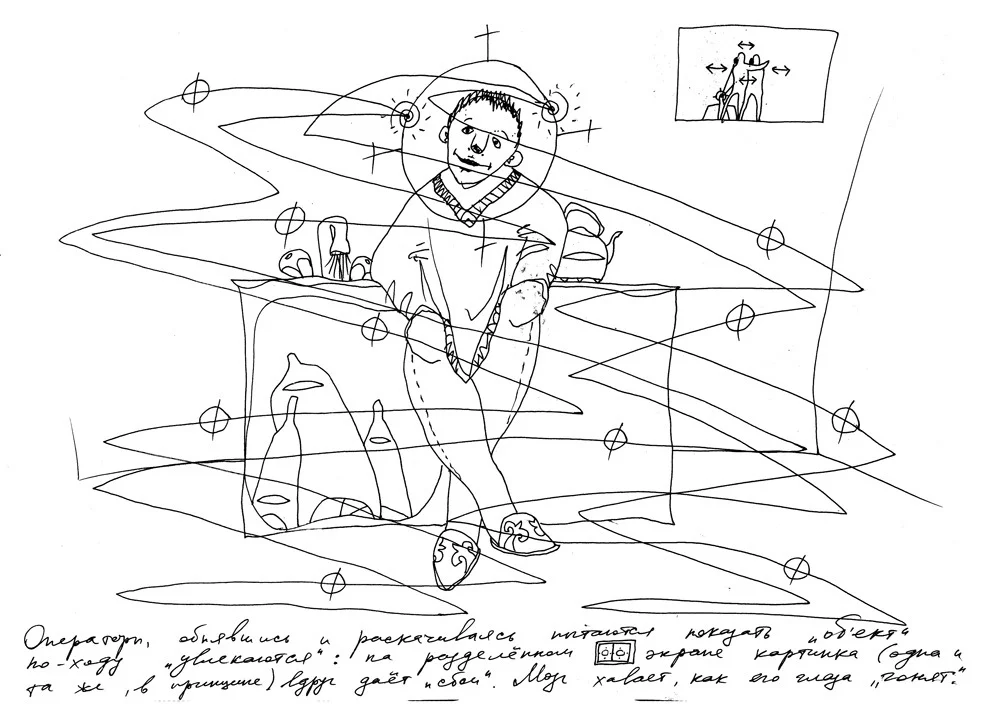 Операторы, обнявшись и раскачиваясь пытаются показать „объект“
по-ходу „увлекаются“: на разделённом экране картинка (одна и
та же, в принципе) вдруг даёт „сбои“. Мозг хавает, как его глаза „гонят.“